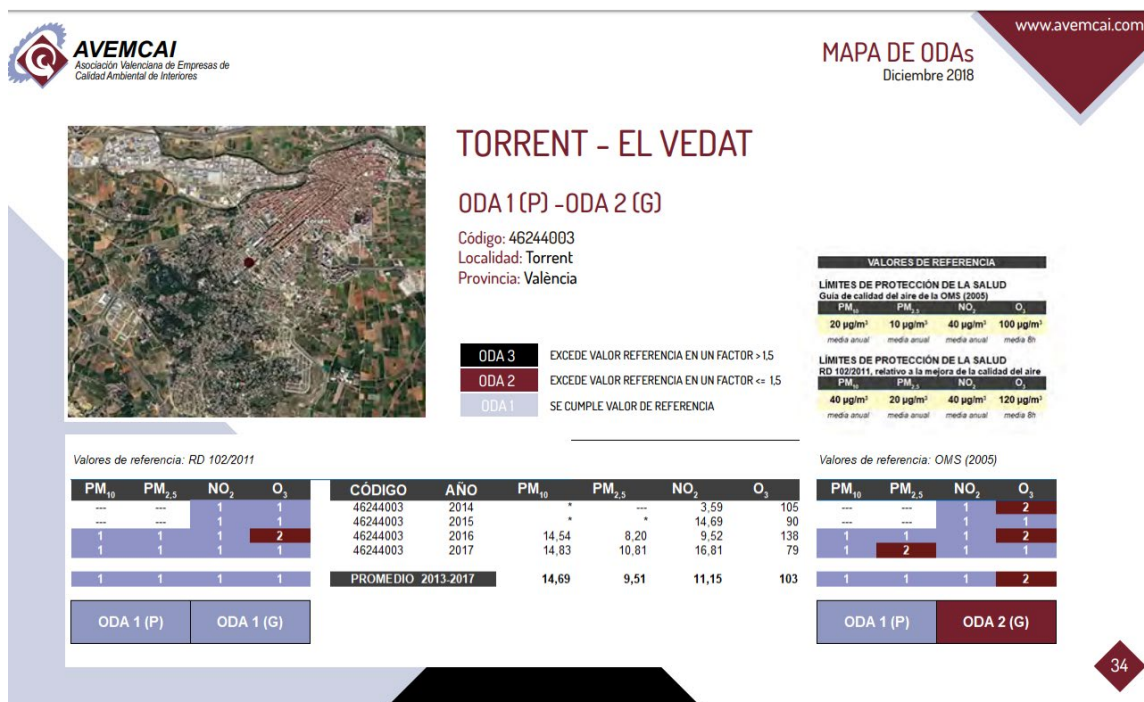 www.avemcai.com
AVEMCAI
Asociación Valenciana de Empresas de
Calidad Ambiental de Interiores
MAPA DE ODAs
Diciembre 2018
TORRENT - EL VEDAT
ODA 1 (P) -ODA 2 (G)
Código: 46244003
Localidad: Torrent
Provincia: València
VALORES DE REFERENCIA
LÍMITES DE PROTECCIÓN DE LA SALUD
Guía de calidad del aire de la OMS (2005)
PM10 PM2,5 NO2 O3
20 µg/m³ 10 µg/m³ 40 µg/m³ 100 µg/m³
media anual media anual media anual media 8h
LÍMITES DE PROTECCIÓN DE LA SALUD
RD 102/2011, relativo a la mejora de la calidad del aire
PM10 PM2,5 NO2 O3
40 µg/m³ 20 µg/m³ 40 µg/m³ 120 µg/m³
media anual media anual media anual media 8h
ODA 3 EXCEDE VALOR REFERENCIA EN UN FACTOR > 1,5
ODA 2 EXCEDE VALOR REFERENCIA EN UN FACTOR <= 1,5
ODA 1 SE CUMPLE VALOR DE REFERENCIA
Valores de referencia: RD 102/2011
PM10 PM2,5 NO2 O3
--- --- 1 1
--- --- 1 1
1 1 1 2
1 1 1 1
1 1 1 1
ODA 1 (P) ODA 1 (G)
CÓDIGO AÑO PM10 PM2,5 NO2 O3
46244003 2014 * --- 3,59 105
46244003 2015 * * 14,69 90
46244003 2016 14,54 8,20 9,52 138
46244003 2017 14,83 10,81 16,81 79
PROMEDIO 2013-2017 14,69 9,51 11,15 103
Valores de referencia: OMS (2005)
PM10 PM2,5 NO2 O3
--- --- 1 2
--- --- 1 1
1 1 1 2
1 2 1 1
1 1 1 2
ODA 1 (P) ODA 2 (G)
34